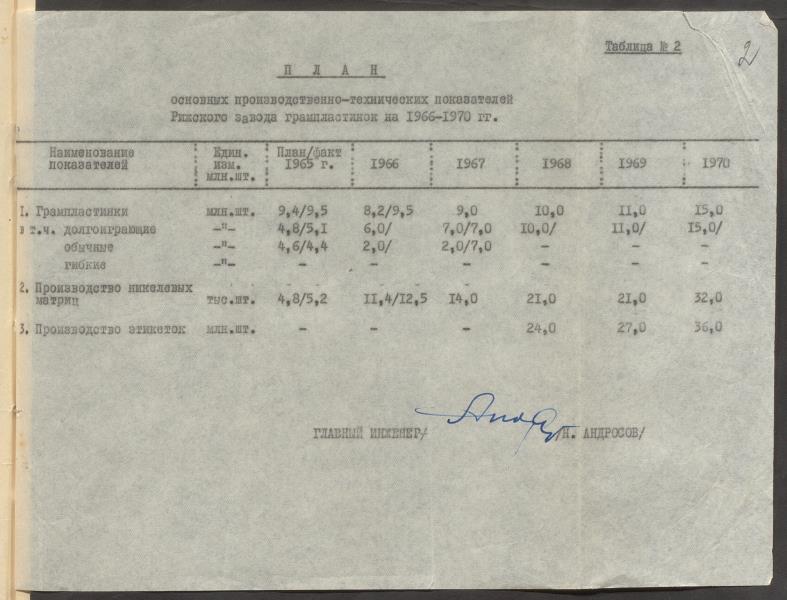 Таблица № 2
2
П Л А Н
основных производственно-технических показателей
Рижского завода грампластинок на 1966-1970 гг.
Наименование показателей Един. изм. млн.шт. План/факт 1965 г. 1966 1967 1968 1969 1970
1. Грампластинки млн.шт. 9,4/9,5 8,2/9,5 9,0 10,0 11,0 15,0
в т.ч. долгоиграющие -"- 4,8/5,1 6,0/ 7,0/7,0 10,0/ 11,0/ 15,0/
обычные -"- 4,6/4,4 2,0/ 2,0/7,0 - - -
гибкие -"- - - - - - -
2. Производство никелевых
матриц тыс.шт. 4,8/5,2 11,4/12,5 14,0 21,0 21,0 32,0
3. Производство этикеток млн.шт. - - - 24,0 27,0 36,0
ГЛАВНЫЙ ИНЖЕНЕР/ Н. АНДРОСОВ/